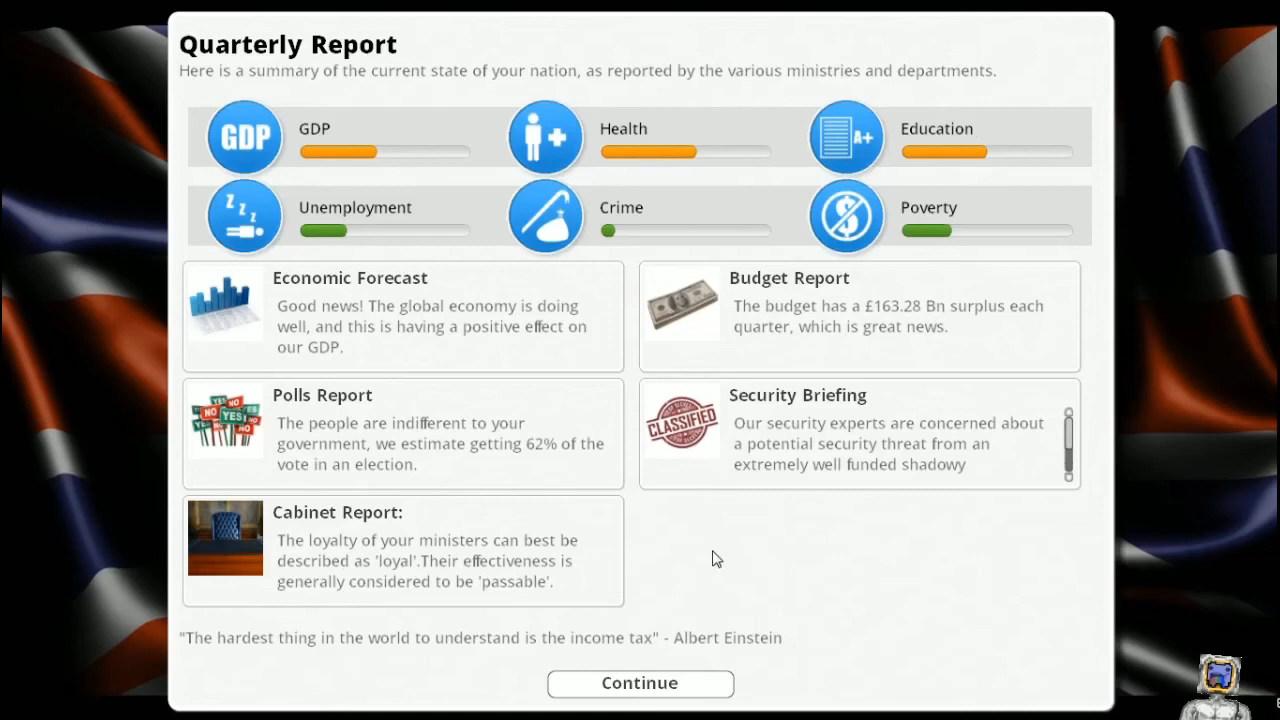 Quarterly Report
Here is a summary of the current state of your nation, as reported by the various ministries and departments.
GDP GDP Health A+ Education
Z Z Z Unemployment Crime $ Poverty
Economic Forecast
Good news! The global economy is doing
well, and this is having a positive effect on
our GDP.
Budget Report
The budget has a £163.28 Bn surplus each
quarter, which is great news.
YES NO YES NO YES NO
Polls Report
The people are indifferent to your
government, we estimate getting 62% of the
vote in an election.
CLASSIFIED
Security Briefing
Our security experts are concerned about
a potential security threat from an
extremely well funded shadowy
Cabinet Report:
The loyalty of your ministers can best be
described as 'loyal'.Their effectiveness is
generally considered to be 'passable'.
"The hardest thing in the world to understand is the income tax" - Albert Einstein
Continue